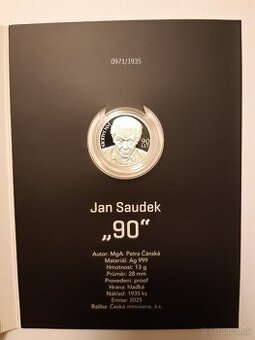 0971/1935
90
Jan Saudek
„90“
Autor: MgA. Petra Čánská
Materiál: Ag 999
Hmotnost: 13 g
Průměr: 28 mm
Provedení: proof
Hrana: hladká
Náklad: 1935 ks
Emise: 2025
Ražba: Česká mincovna, a.s.